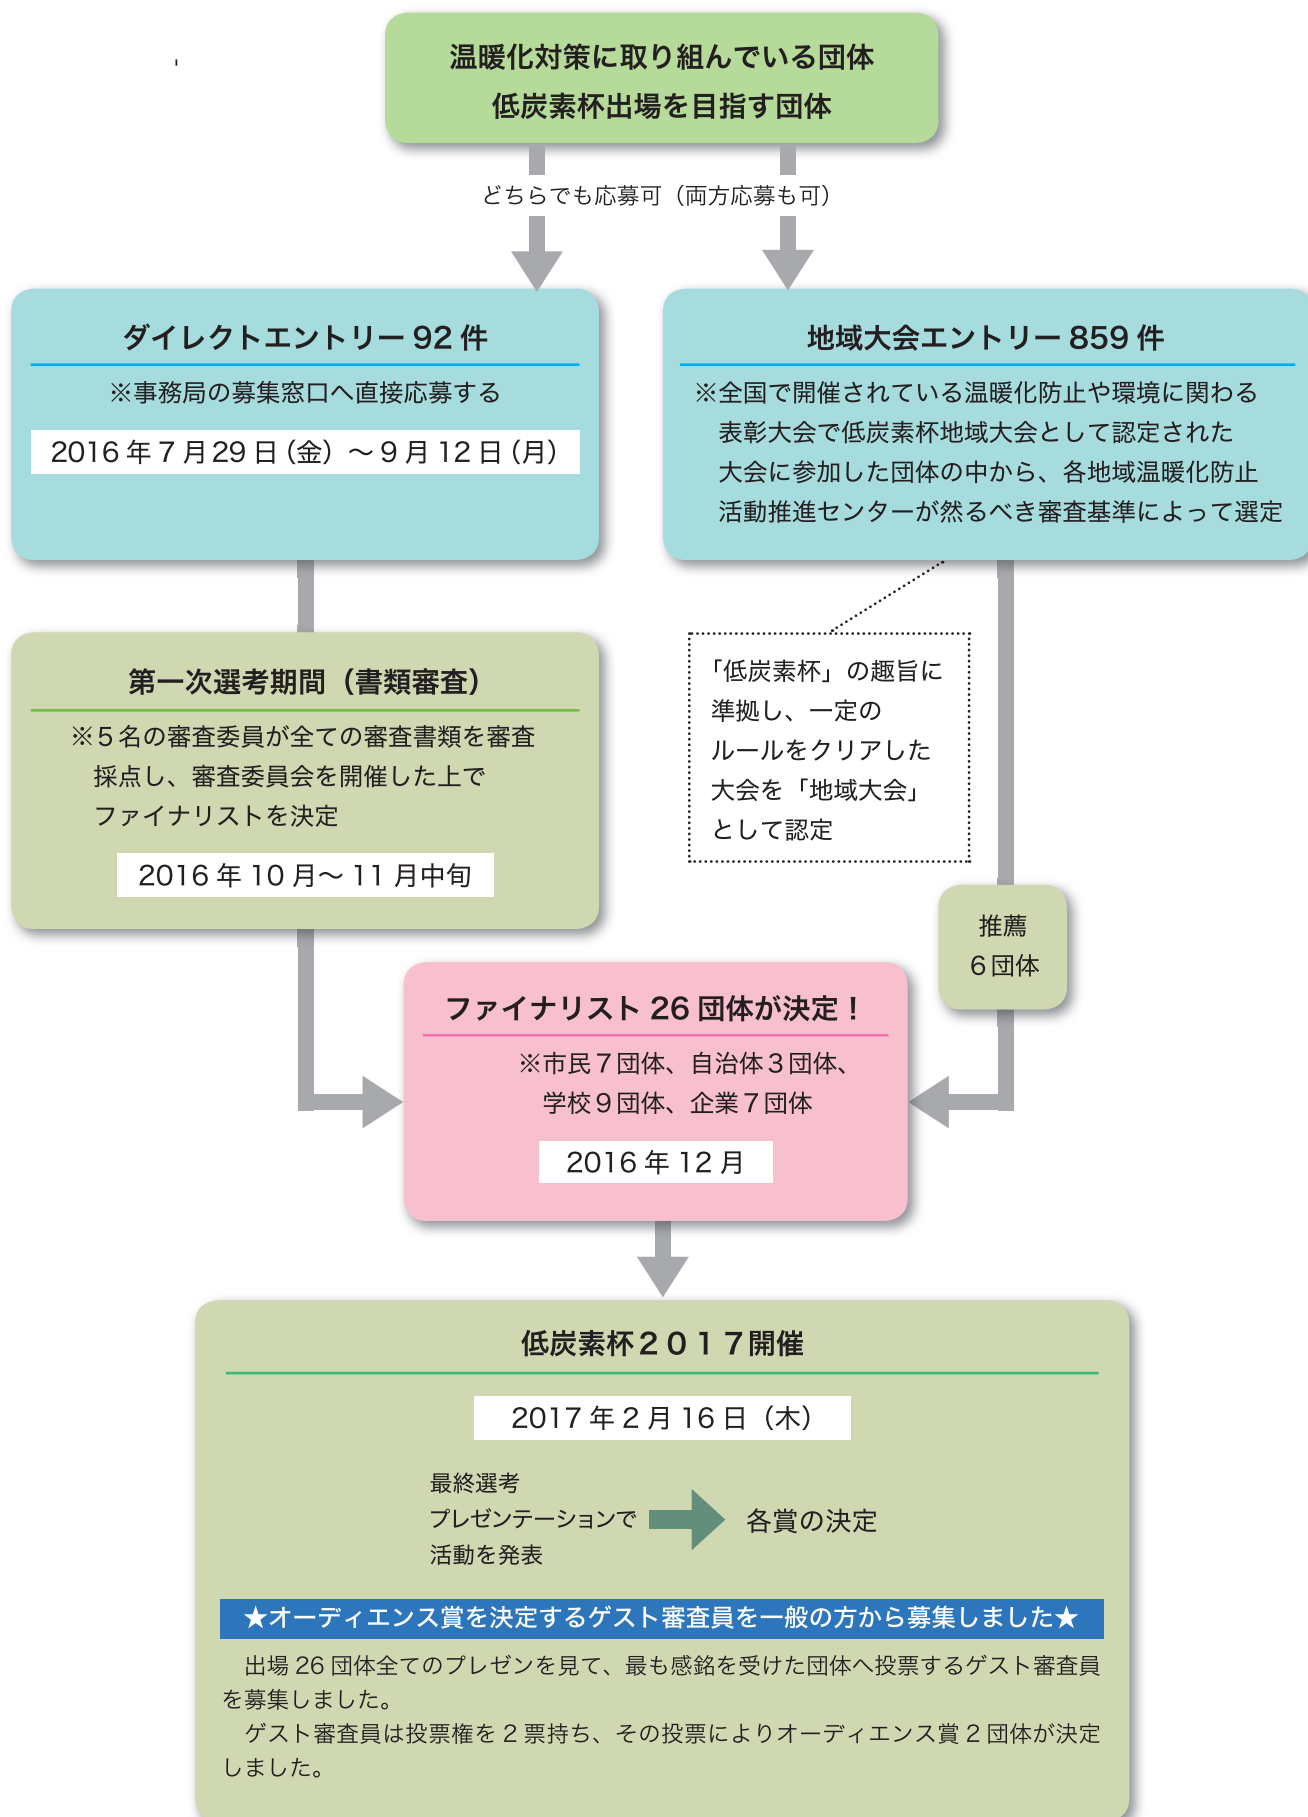 温暖化対策に取り組んでいる団体
低炭素杯出場を目指す団体
どちらでも応募可（両方応募も可）
ダイレクトエントリー 92 件
※事務局の募集窓口へ直接応募する
2016 年 7 月 29 日（金）～ 9 月 12 日（月）
地域大会エントリー 859 件
※全国で開催されている温暖化防止や環境に関わる
表彰大会で低炭素杯地域大会として認定された
大会に参加した団体の中から、各地域温暖化防止
活動推進センターが然るべき審査基準によって選定
第一次選考期間（書類審査）
※５名の審査委員が全ての審査書類を審査
採点し、審査委員会を開催した上で
ファイナリストを決定
2016 年 10 月～ 11 月中旬
「低炭素杯」の趣旨に
準拠し、一定の
ルールをクリアした
大会を「地域大会」
として認定
推薦
６団体
ファイナリスト 26 団体が決定！
※市民７団体、自治体３団体、
学校９団体、企業７団体
2016 年 12 月
低炭素杯２０１７開催
2017 年 2 月 16 日（木）
最終選考
プレゼンテーションで
活動を発表
各賞の決定
★オーディエンス賞を決定するゲスト審査員を一般の方から募集しました★
出場 26 団体全てのプレゼンを見て、最も感銘を受けた団体へ投票するゲスト審査員
を募集しました。
ゲスト審査員は投票権を 2 票持ち、その投票によりオーディエンス賞 2 団体が決定
しました。